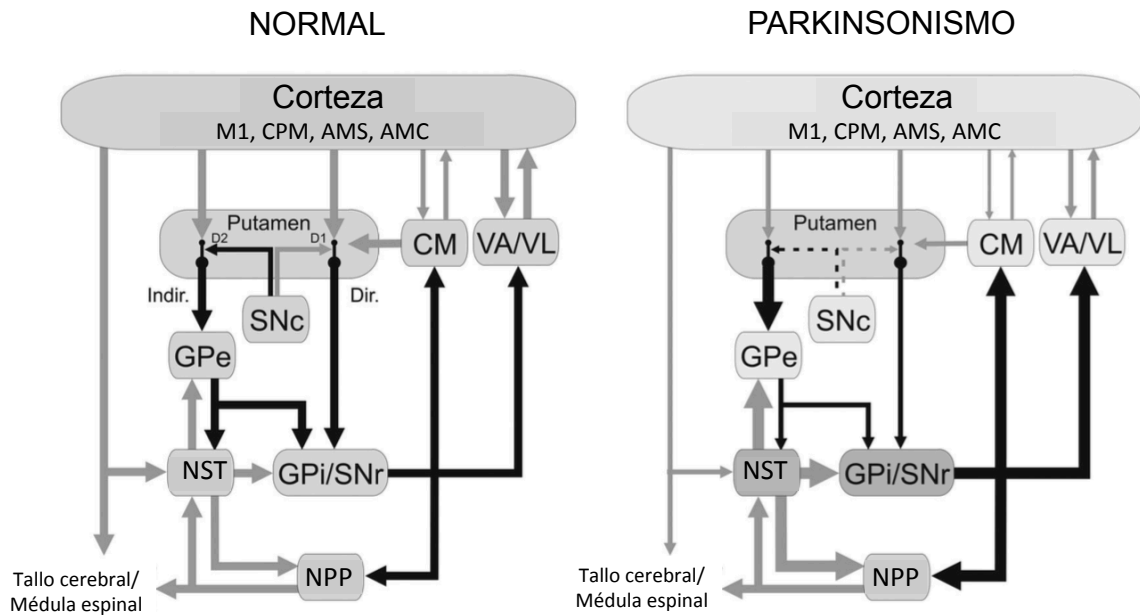 NORMAL
Corteza
M1, CPM, AMS, AMC
Putamen
D2
D1
CM
VA/VL
Indir.
Dir.
SNc
GPe
NST
GPi/SNr
NPP
Tallo cerebral/
Médula espinal
PARKINSONISMO
Corteza
M1, CPM, AMS, AMC
Putamen
CM
VA/VL
SNc
GPe
NST
GPi/SNr
NPP
Tallo cerebral/
Médula espinal